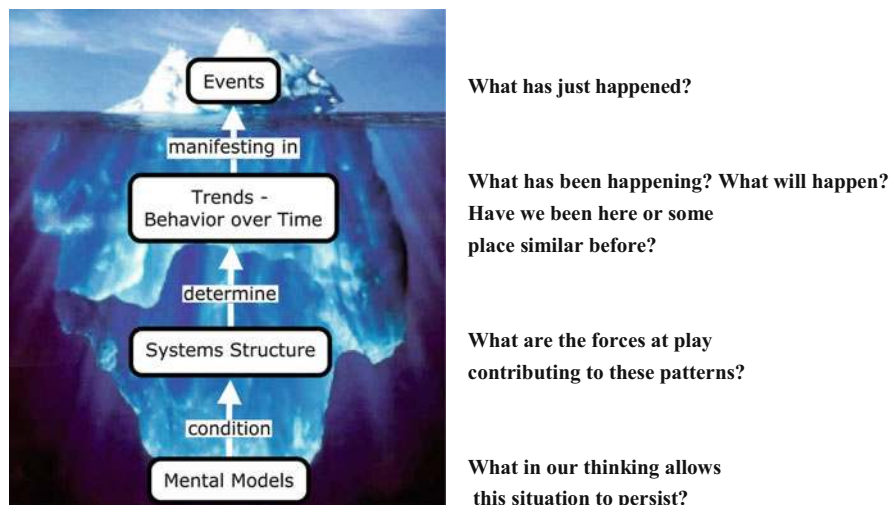 Events
What has just happened?
manifesting in
Trends -
Behavior over Time
What has been happening? What will happen?
Have we been here or some
place similar before?
determine
Systems Structure
What are the forces at play
contributing to these patterns?
condition
Mental Models
What in our thinking allows
this situation to persist?